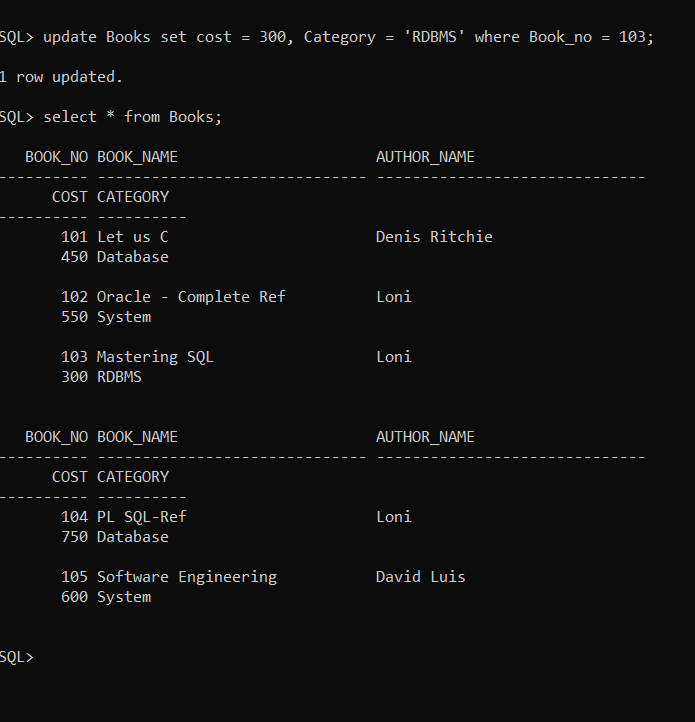 SQL> update Books set cost = 300, Category = 'RDBMS' where Book_no = 103;
1 row updated.
SQL> select * from Books;
BOOK_NO BOOK_NAME AUTHOR_NAME
---------- ------------------------------ ------------------------------
COST CATEGORY
---------- ----------
101 Let us C Denis Ritchie
450 Database
102 Oracle - Complete Ref Loni
550 System
103 Mastering SQL Loni
300 RDBMS
BOOK_NO BOOK_NAME AUTHOR_NAME
---------- ------------------------------ ------------------------------
COST CATEGORY
---------- ----------
104 PL SQL-Ref Loni
750 Database
105 Software Engineering David Luis
600 System
SQL>